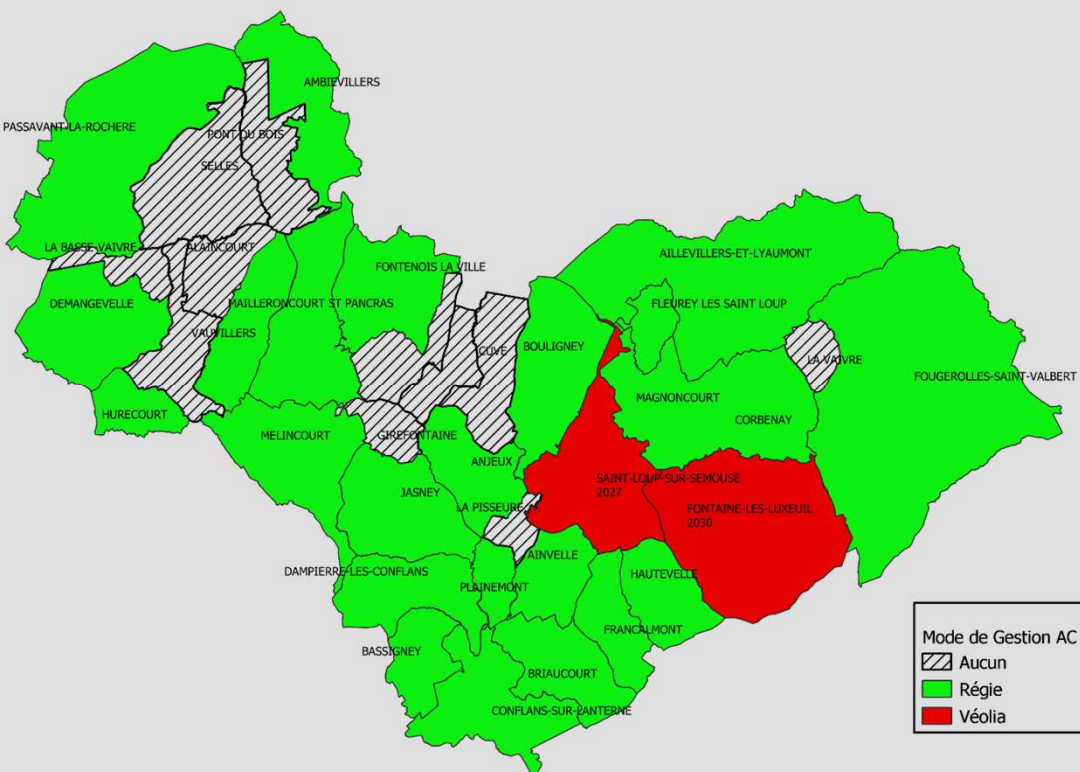 AMBIEVILLERS
PASSAVANT-LA-ROCHERE
PONT DU BOIS
SELLES
LA BASSE-VAIVRE
ALAINCOURT
AILLEVILLERS-ET-LYAUMONT
FONTENOIS LA VILLE
DEMANGEVELLE
MAILLERONCOURT ST PANCRAS
FLEUREY LES SAINT LOUP
VAUVILLERS
CUVE
BOULIGNEY
LA VAIVRE
FOUGEROLLES-SAINT-VALBERT
HURECOURT
MAGNONCOURT
CORBENAY
MELINCOURT
GIREFONTAINE
ANJEUX
SAINT-LOUP-SUR-SEMOUSE
2027
JASNEY
LA PISSEURE
FONTAINE-LES-LUXEUIL
2030
AINVELLE
DAMPIERRE-LES-CONFLANS
PLAINEMONT
HAUTEVELLE
FRANCALMONT
BASSIGNEY
BRIAUCOURT
CONFLANS-SUR-LANTERNE
Mode de Gestion AC
Aucun
Régie
Véolia